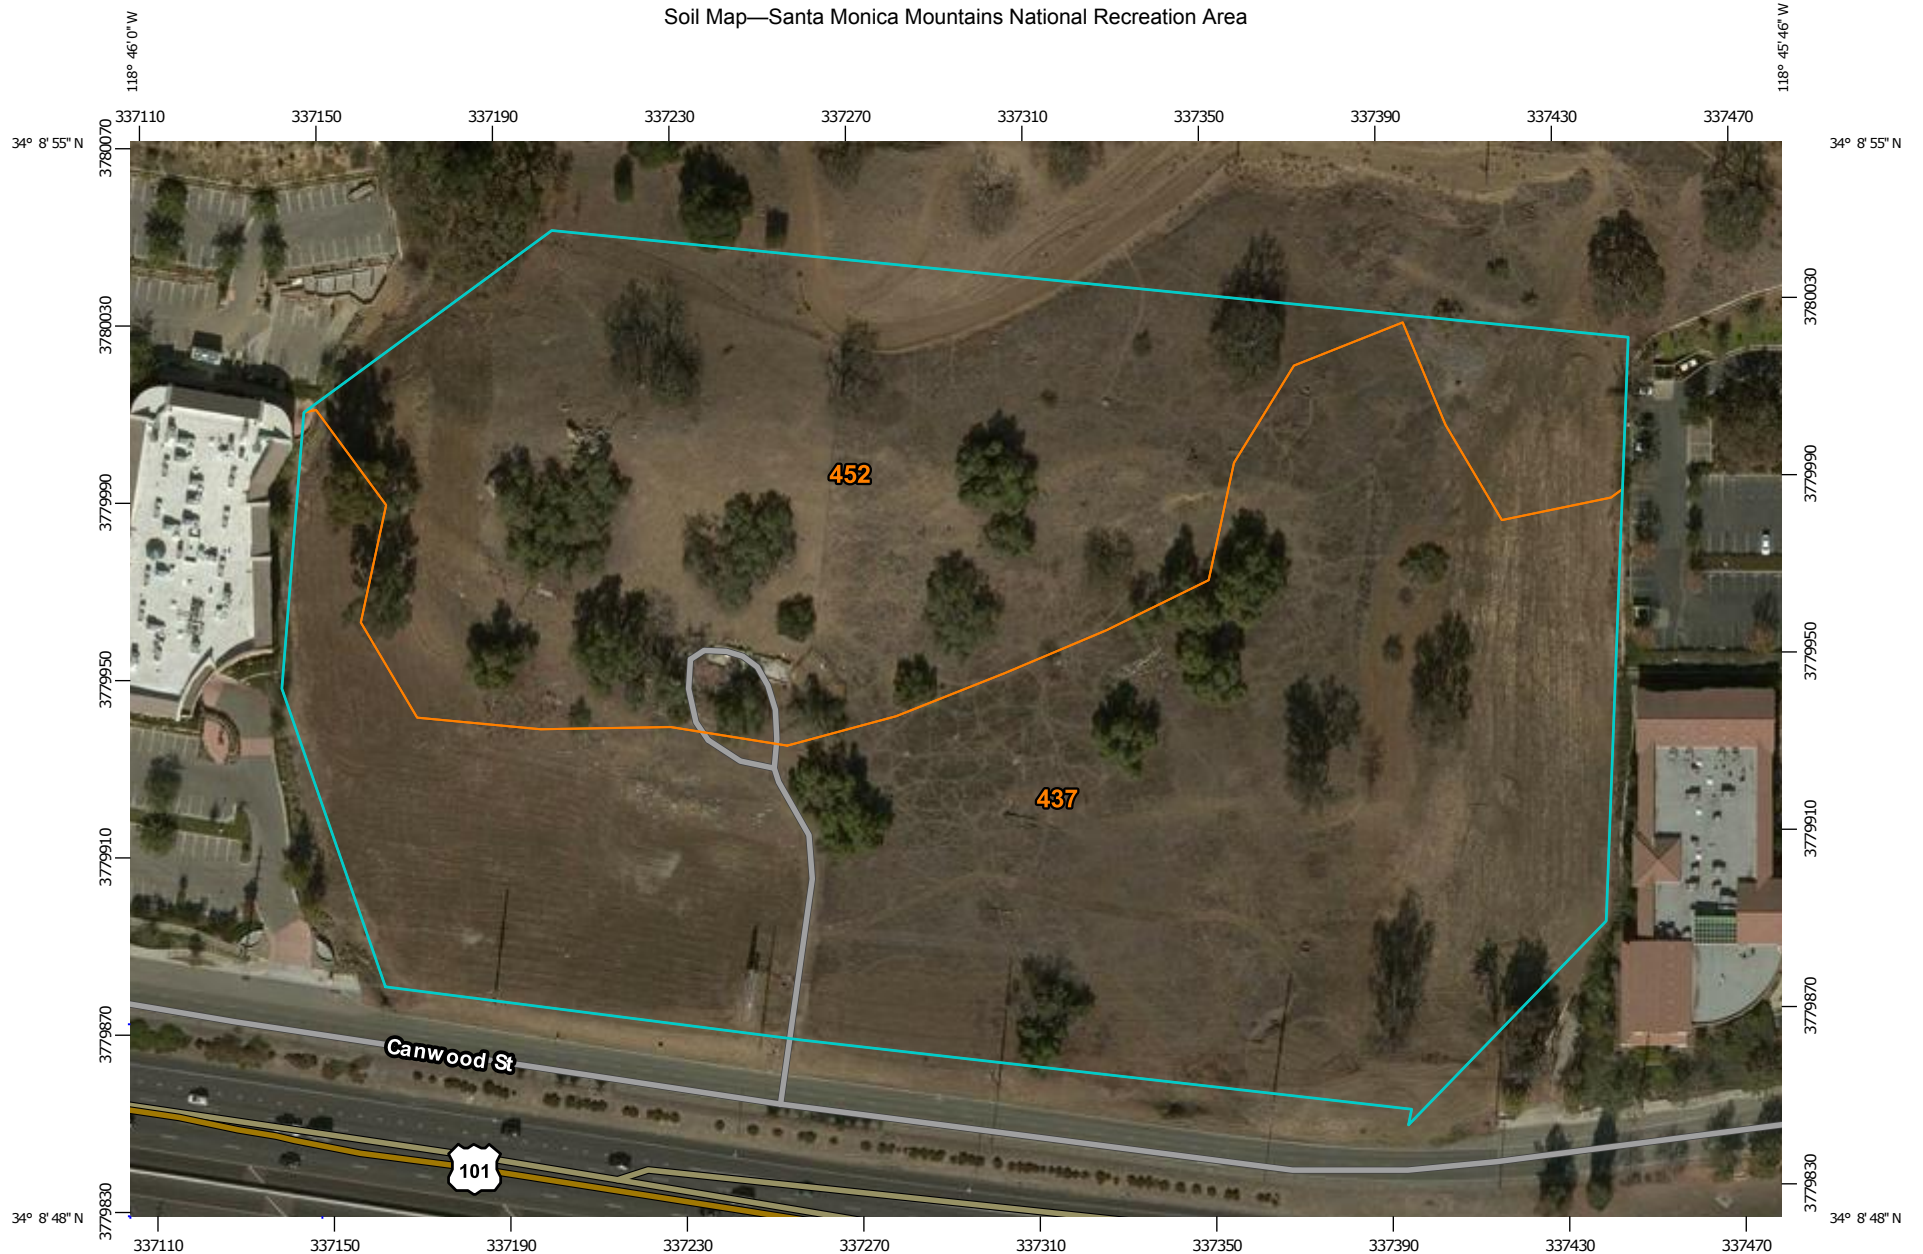 Soil Map—Santa Monica Mountains National Recreation Area
118° 46' 0" W
118° 45' 46" W
337110 337150 337190 337230 337270 337310 337350 337390 337430 337470
34° 8' 55" N
34° 8' 55" N
3780070
3780030
3779990
3779950
3779910
3779870
3779830
3780030
3779990
3779950
3779910
3779870
3779830
452
437
Canwood St
101
34° 8' 48" N
34° 8' 48" N
337110 337150 337190 337230 337270 337310 337350 337390 337430 337470